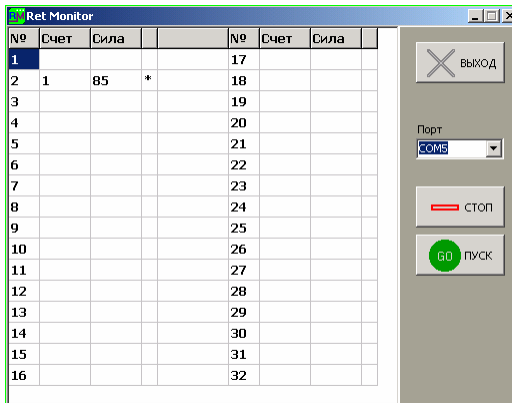 RM Ret Monitor
№ Счет Сила № Счет Сила
1 17
2 1 85 * 18
3 19
4 20
5 21
6 22
7 23
8 24
9 25
10 26
11 27
12 28
13 29
14 30
15 31
16 32
ВЫХОД
Порт
COM5
СТОП
GO ПУСК